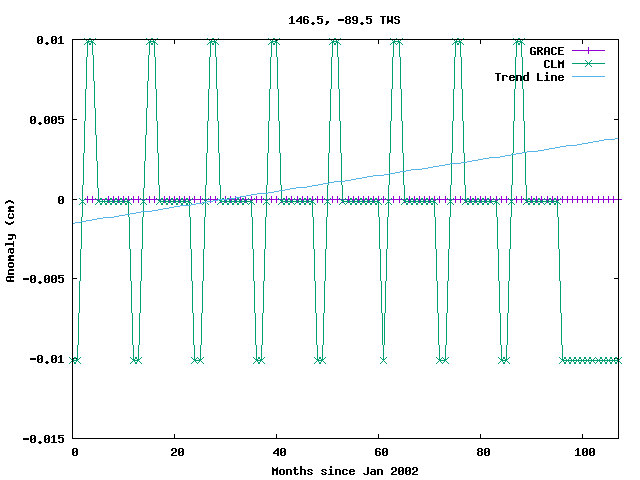 146.5, -89.5 TWS
GRACE
CLM
Trend Line
0.01
0.005
0
-0.005
-0.01
-0.015
Anomaly (cm)
0 20 40 60 80 100
Months since Jan 2002